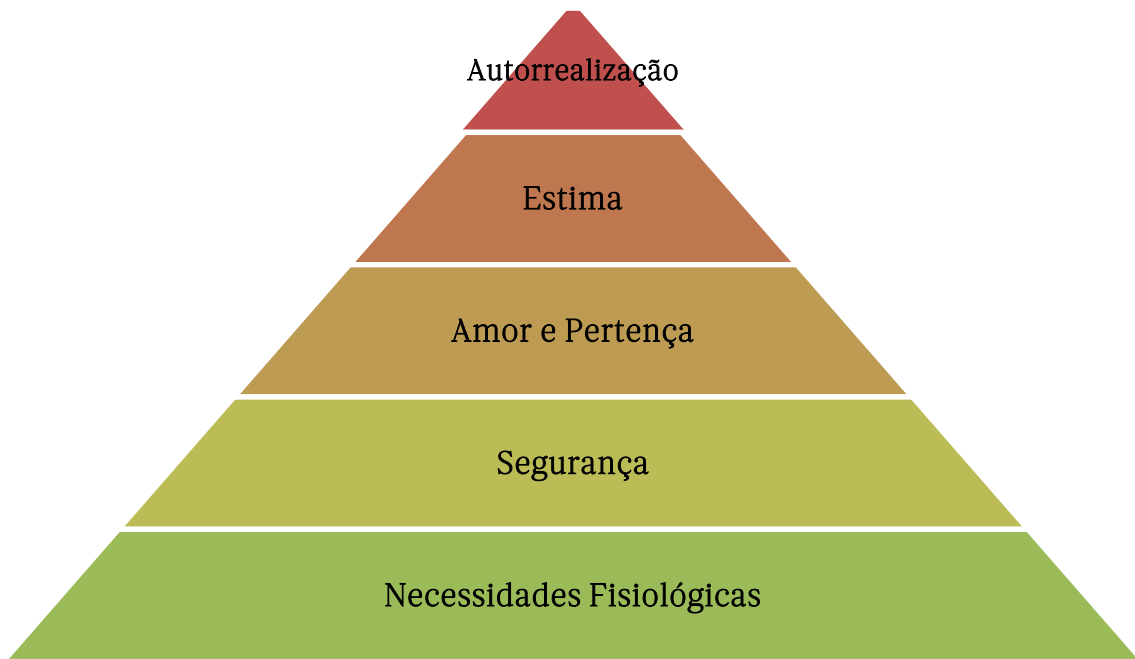 Autorrealização
Estima
Amor e Pertença
Segurança
Necessidades Fisiológicas